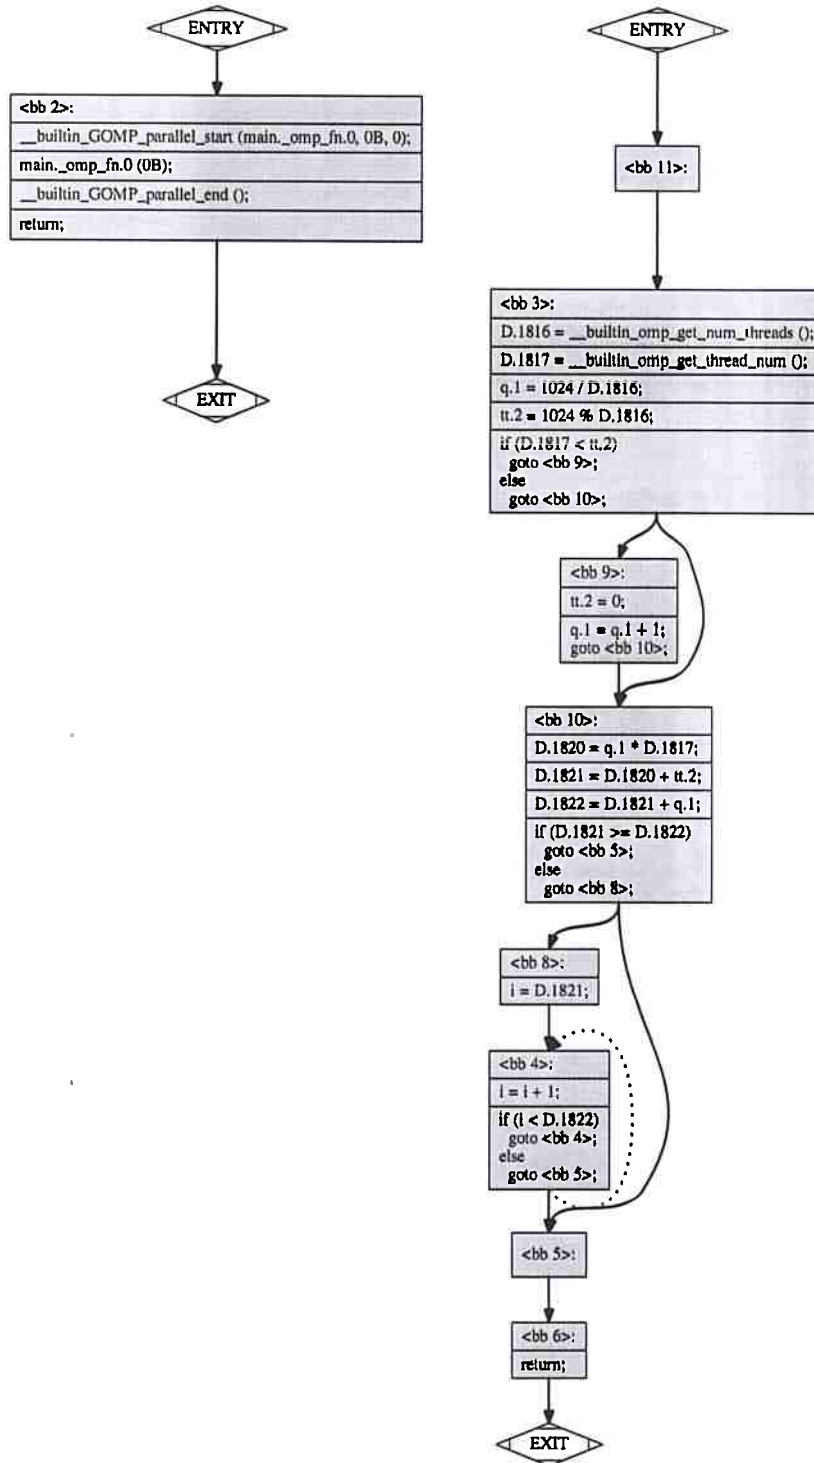 ENTRY
<bb 2>:
__builtin_GOMP_parallel_start (main._omp_fn.0, 0B, 0);
main._omp_fn.0 (0B);
__builtin_GOMP_parallel_end ();
return;
EXIT
ENTRY
<bb 11>:
<bb 3>:
D.1816 = __builtin_omp_get_num_threads ();
D.1817 = __builtin_omp_get_thread_num ();
q.1 = 1024 / D.1816;
tt.2 = 1024 % D.1816;
if (D.1817 < tt.2)
goto <bb 9>;
else
goto <bb 10>;
<bb 9>:
tt.2 = 0;
q.1 = q.1 + 1;
goto <bb 10>;
<bb 10>:
D.1820 = q.1 * D.1817;
D.1821 = D.1820 + tt.2;
D.1822 = D.1821 + q.1;
if (D.1821 >= D.1822)
goto <bb 5>;
else
goto <bb 8>;
<bb 8>:
i = D.1821;
<bb 4>:
i = i + 1;
if (i < D.1822)
goto <bb 4>;
else
goto <bb 5>;
<bb 5>:
<bb 6>:
return;
EXIT